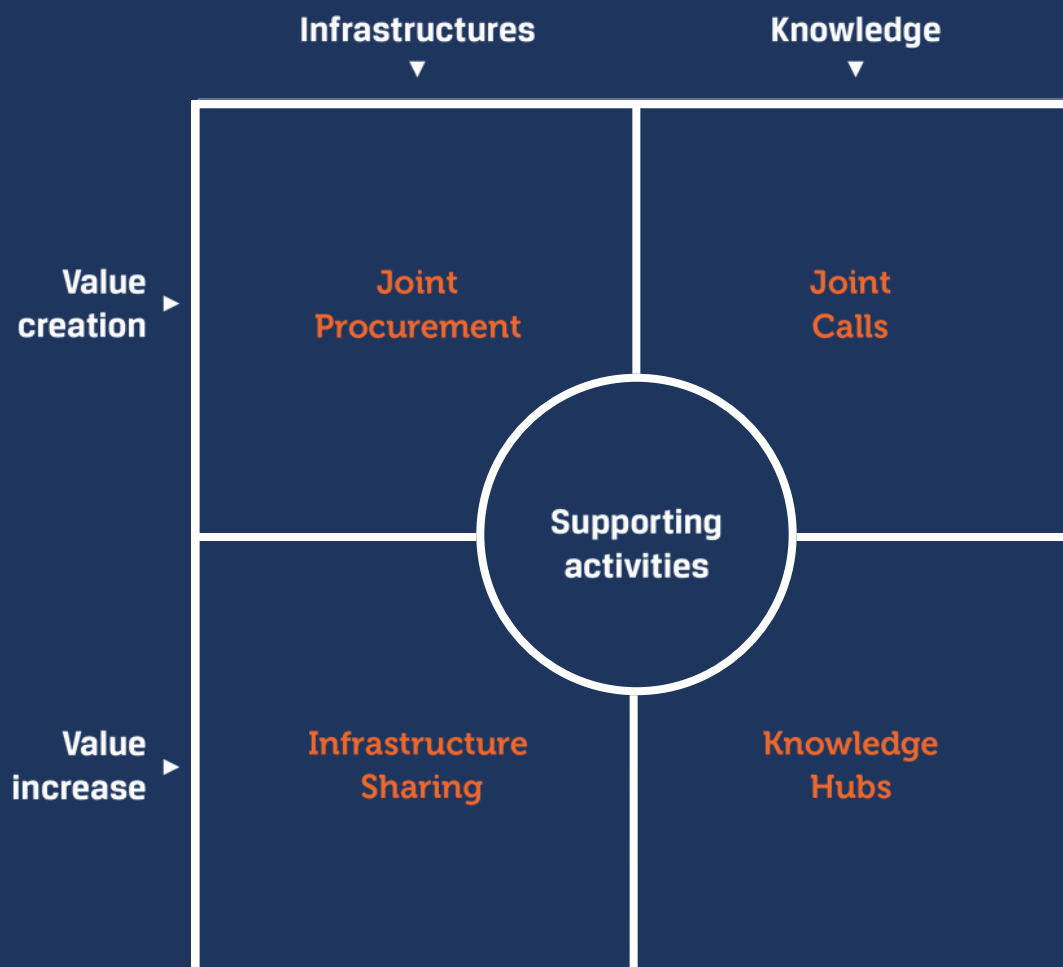 Infrastructures
Knowledge
Value
creation
Joint
Procurement
Joint
Calls
Supporting
activities
Value
increase
Infrastructure
Sharing
Knowledge
Hubs